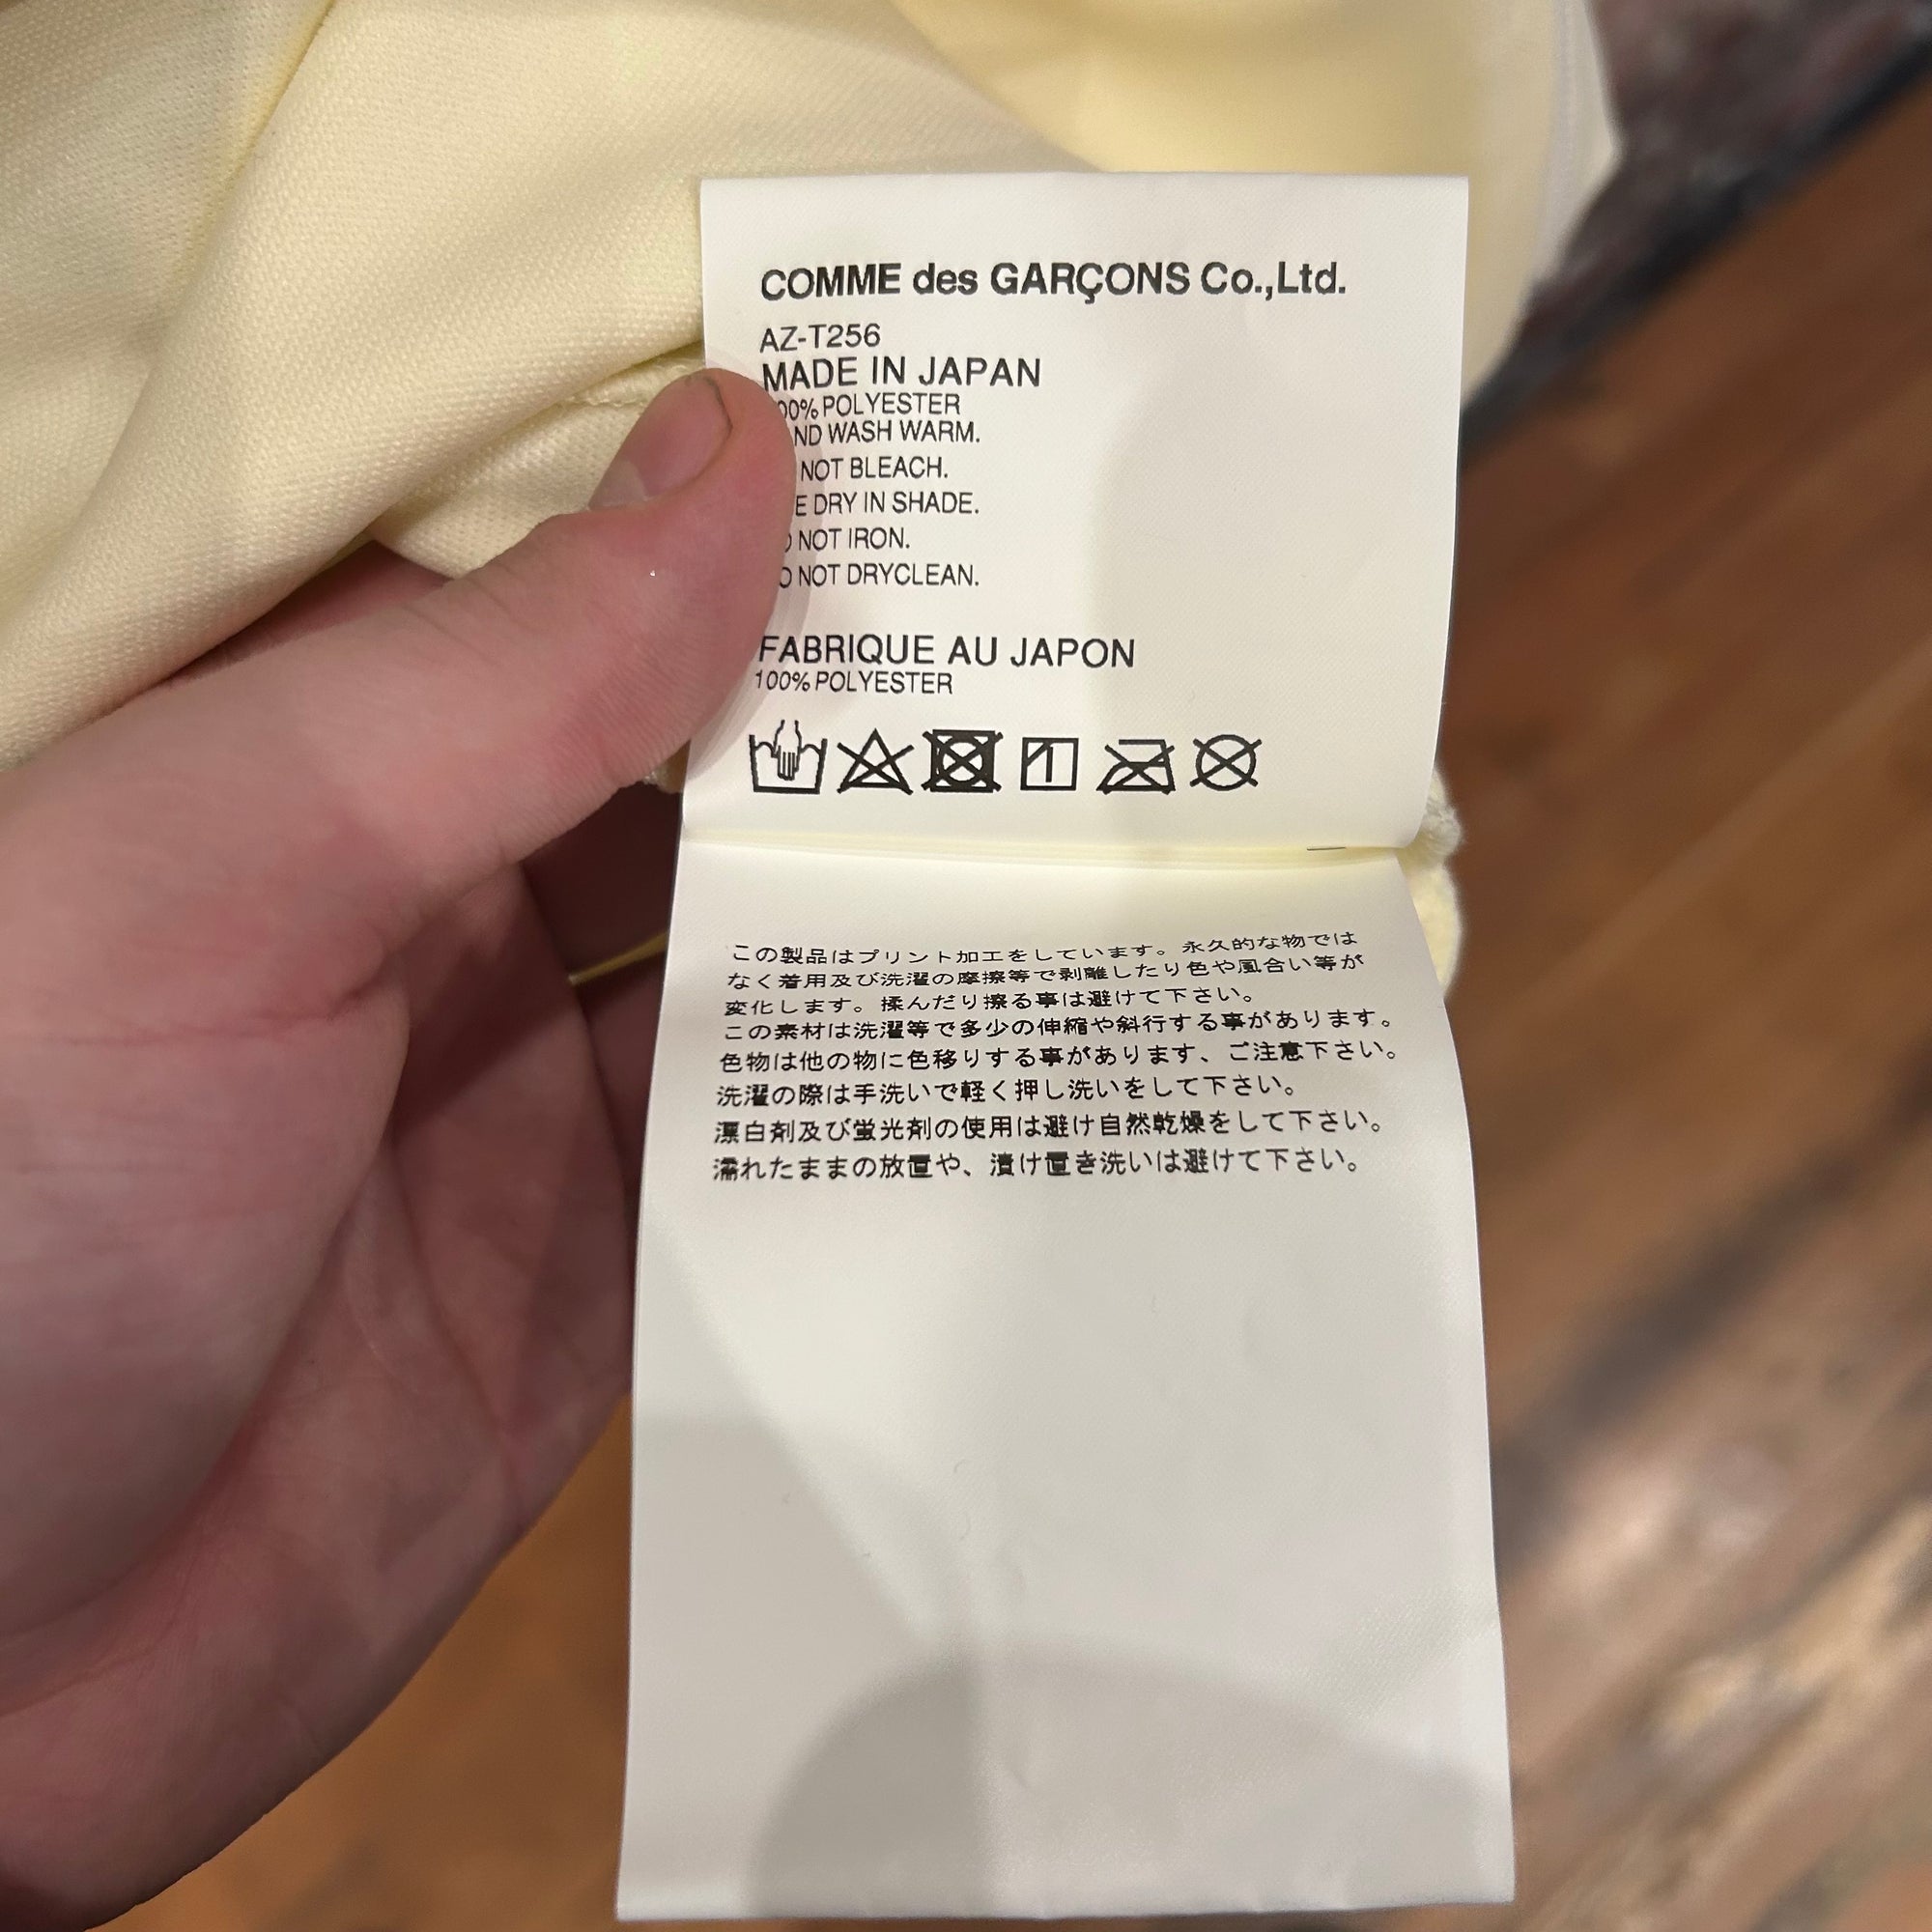 COMME des GARÇONS Co.,Ltd.
AZ-T256
MADE IN JAPAN
00% POLYESTER
ND WASH WARM.
NOT BLEACH.
E DRY IN SHADE.
NOT IRON.
O NOT DRYCLEAN.
FABRIQUE AU JAPON
100% POLYESTER
この製品はプリント加工をしています。永久的な物では
なく着用及び洗濯の摩擦等で剥離したり色や風合い等が
変化します。揉んだり擦る事は避けて下さい。
この素材は洗濯等で多少の伸縮や斜行する事があります。
色物は他の物に色移りする事があります、ご注意下さい。
洗濯の際は手洗いで軽く押し洗いをして下さい。
漂白剤及び蛍光剤の使用は避け自然乾燥をして下さい。
濡れたままの放置や、漬け置き洗いは避けて下さい。